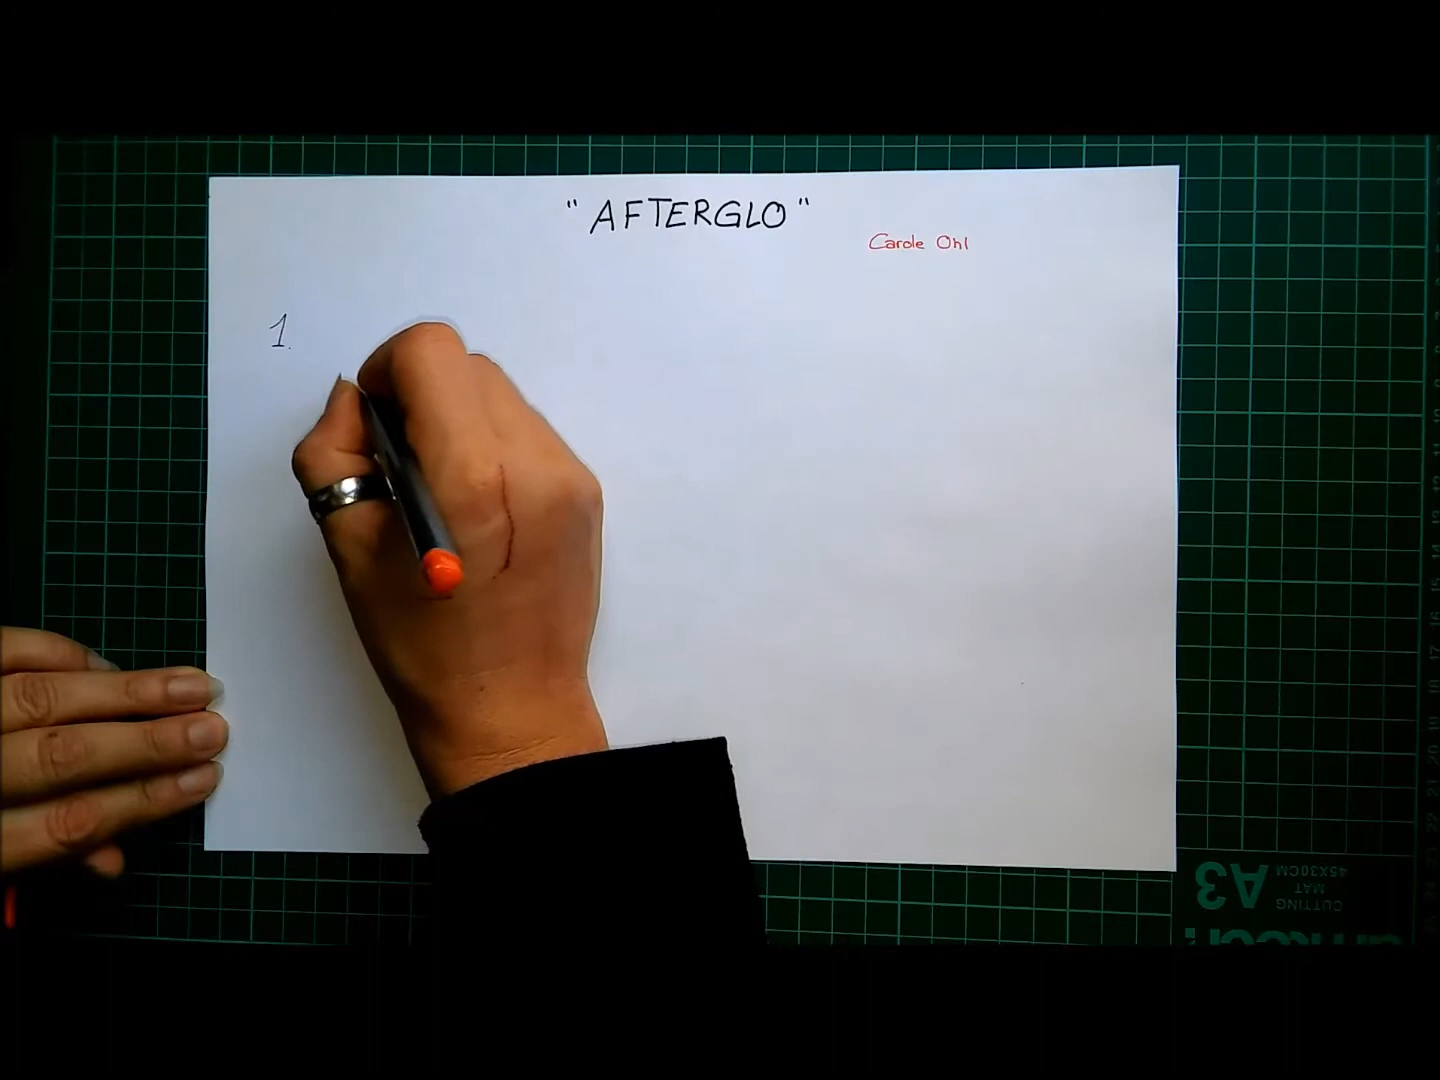 "AFTERGLO"
Carole Ohl
1.
A3
CUTTING
MAT
45X30CM